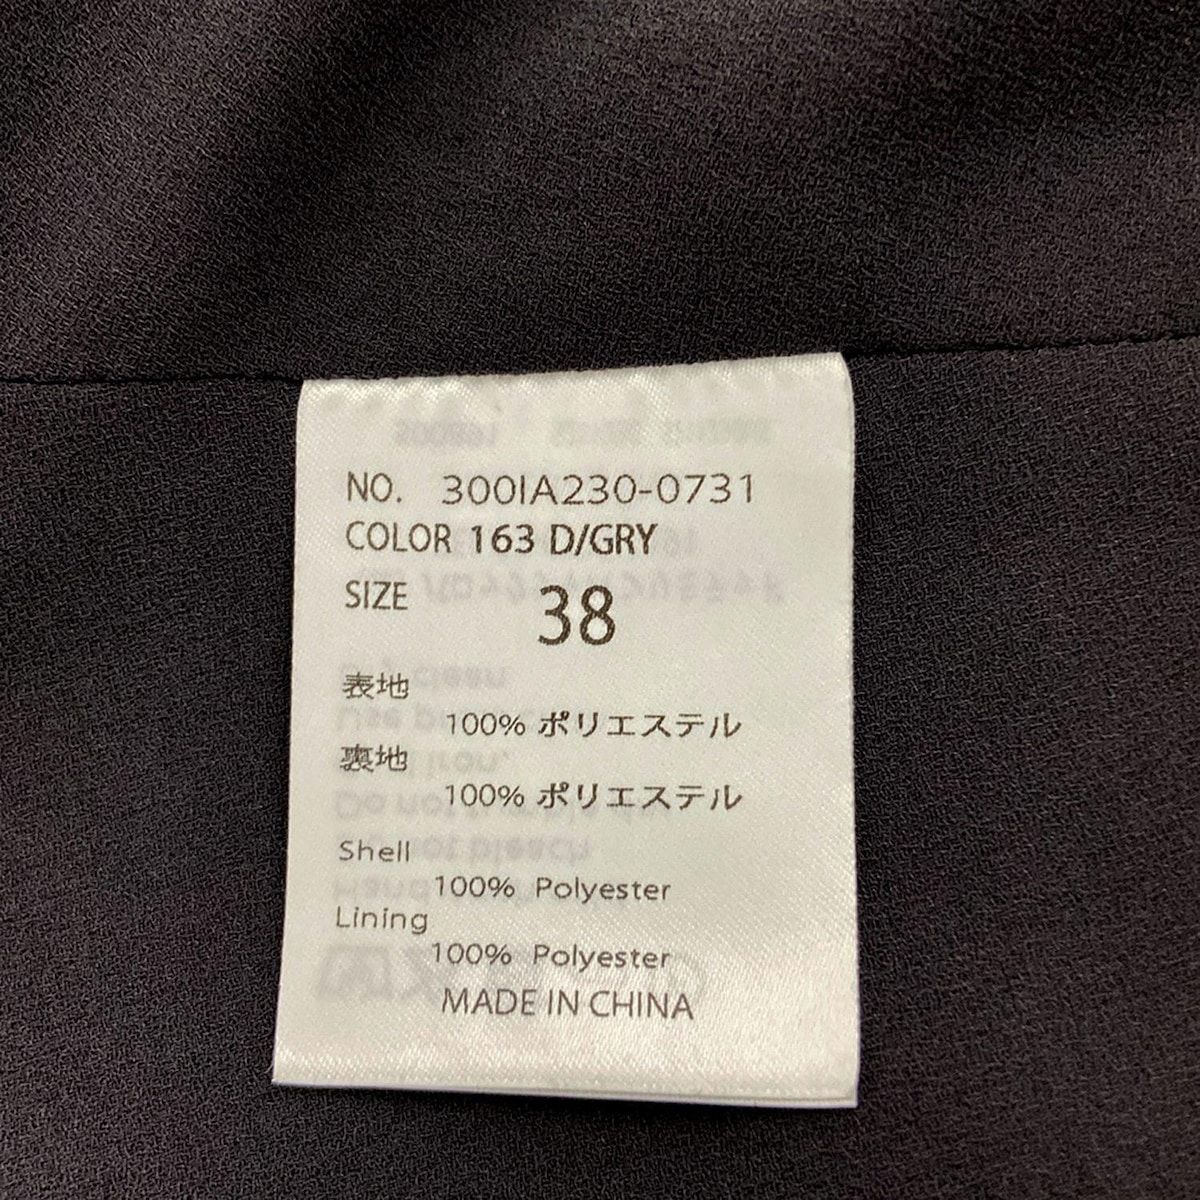 NO. 300IA230-0731
COLOR 163 D/GRY
SIZE 38
表地
100% ポリエステル
裏地
100% ポリエステル
Shell
100% Polyester
Lining
100% Polyester
MADE IN CHINA